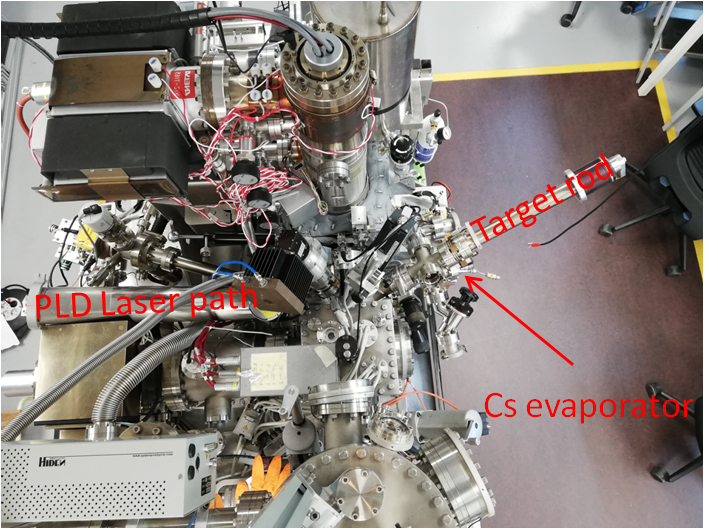 Target rod
PLD Laser path
Cs evaporator
HIDEN